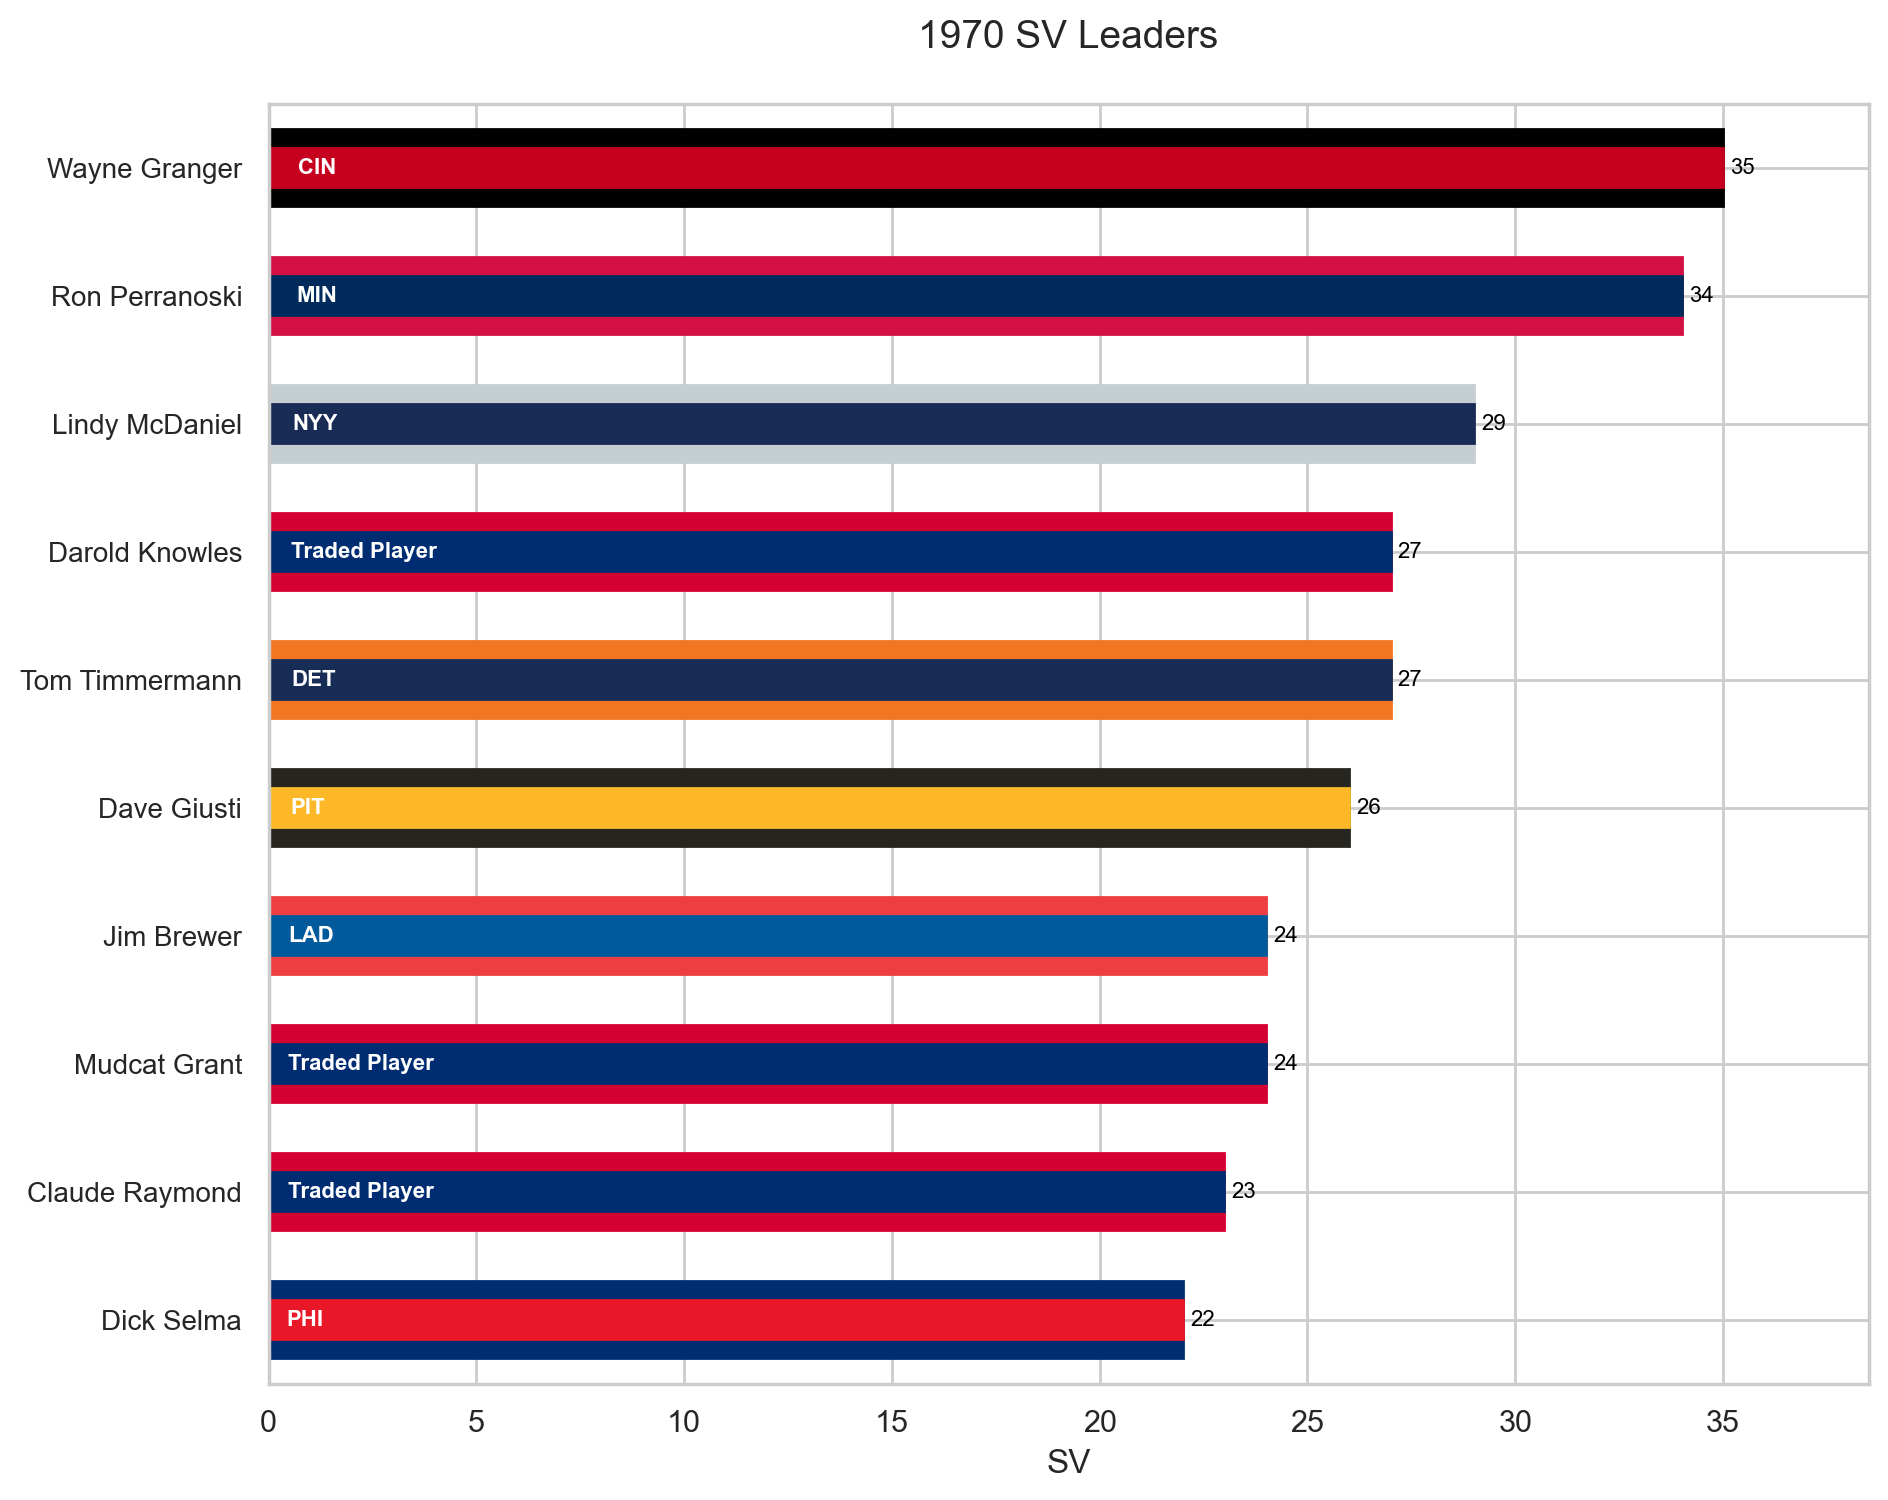 1970 SV Leaders
Wayne Granger CIN 35
Ron Perranoski MIN 34
Lindy McDaniel NYY 29
Darold Knowles Traded Player 27
Tom Timmermann DET 27
Dave Giusti PIT 26
Jim Brewer LAD 24
Mudcat Grant Traded Player 24
Claude Raymond Traded Player 23
Dick Selma PHI 22
0 5 10 15 20 25 30 35
SV